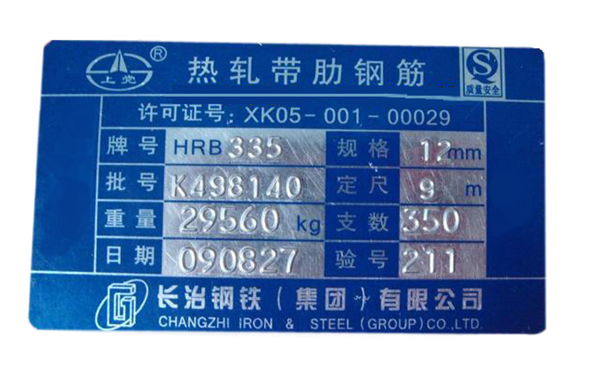 上党 ® 热轧带肋钢筋 QS 质量安全
许可证号: XK05-001-00029
牌号 HRB 335 规格 12mm
批号 K498140 定尺 9 m
重量 29560 kg 支数 350
日期 090827 验号 211
长治钢铁(集团)有限公司
CHANGZHI IRON & STEEL (GROUP) CO.,LTD.